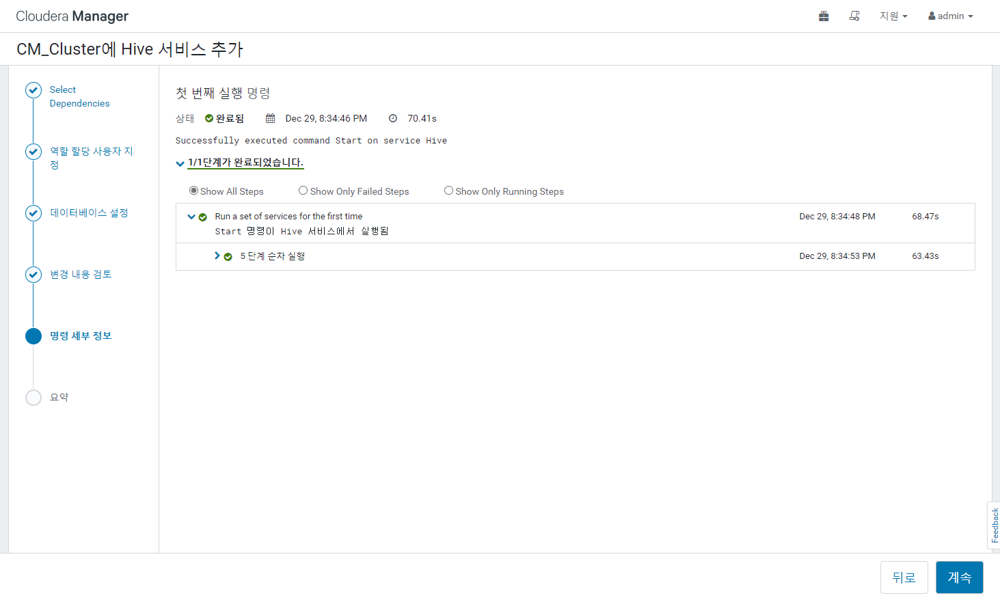 Cloudera Manager
지원
admin
CM_Cluster에 Hive 서비스 추가
Select
Dependencies
역할 할당 사용자 지
정
데이터베이스 설정
변경 내용 검토
명령 세부 정보
요약
첫 번째 실행 명령
상태 완료됨 Dec 29, 8:34:46 PM 70.41s
Successfully executed command Start on service Hive
1/1단계가 완료되었습니다.
Show All Steps Show Only Failed Steps Show Only Running Steps
Run a set of services for the first time Dec 29, 8:34:48 PM 68.47s
Start 명령이 Hive 서비스에서 실행됨
5 단계 순차 실행 Dec 29, 8:34:53 PM 63.43s
Feedback
뒤로
계속